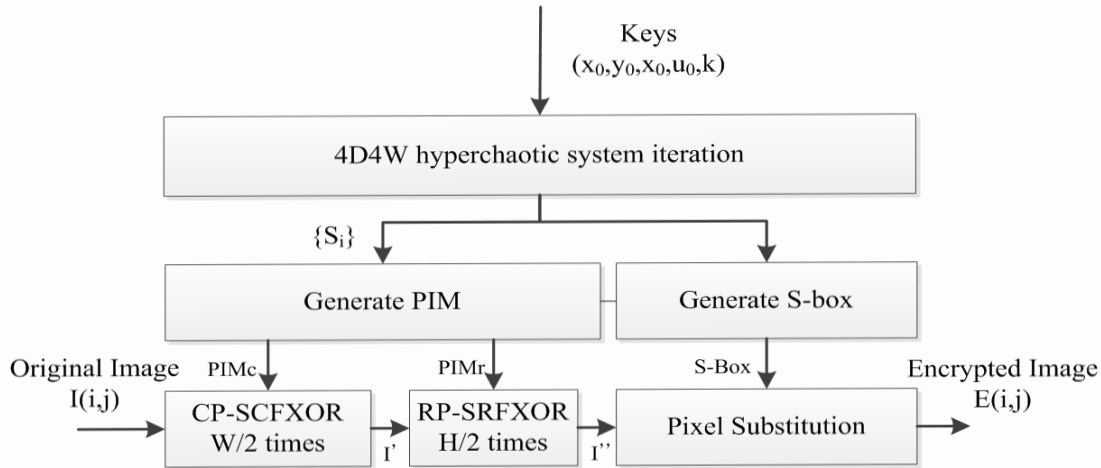 Keys
(x₀,y₀,x₀,u₀,k)
4D4W hyperchaotic system iteration
{Sᵢ}
Generate PIM
Generate S-box
Original Image
I(i,j)
PIMc
PIMr
S-Box
Encrypted Image
E(i,j)
CP-SCFXOR
W/2 times
I'
RP-SRFXOR
H/2 times
I''
Pixel Substitution